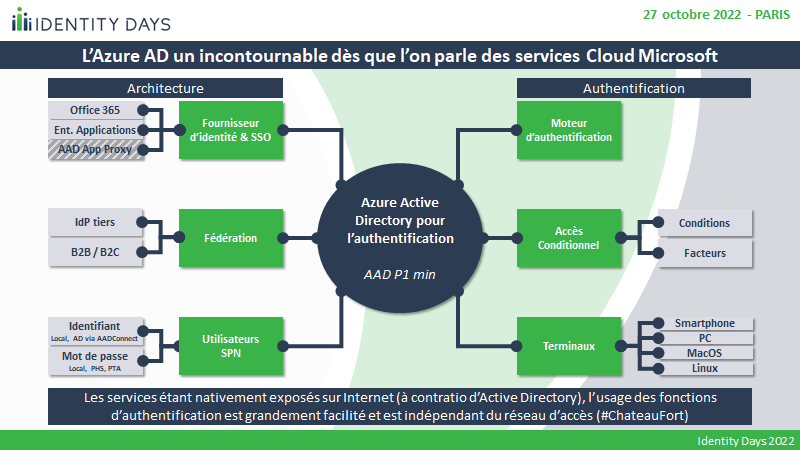 IDENTITY DAYS
27 octobre 2022 - PARIS
L'Azure AD un incontournable dès que l'on parle des services Cloud Microsoft
Architecture
Authentification
Office 365
Ent. Applications
AAD App Proxy
Fournisseur
d'identité & SSO
Moteur
d'authentification
Azure Active
Directory pour
l'authentification
AAD P1 min
IdP tiers
B2B / B2C
Fédération
Accès
Conditionnel
Conditions
Facteurs
Identifiant
Local, AD via AADConnect
Mot de passe
Local, PHS, PTA
Utilisateurs
SPN
Terminaux
Smartphone
PC
MacOS
Linux
Les services étant nativement exposés sur Internet (à contratio d'Active Directory), l'usage des fonctions
d'authentification est grandement facilité et est indépendant du réseau d'accès (#ChateauFort)
Identity Days 2022